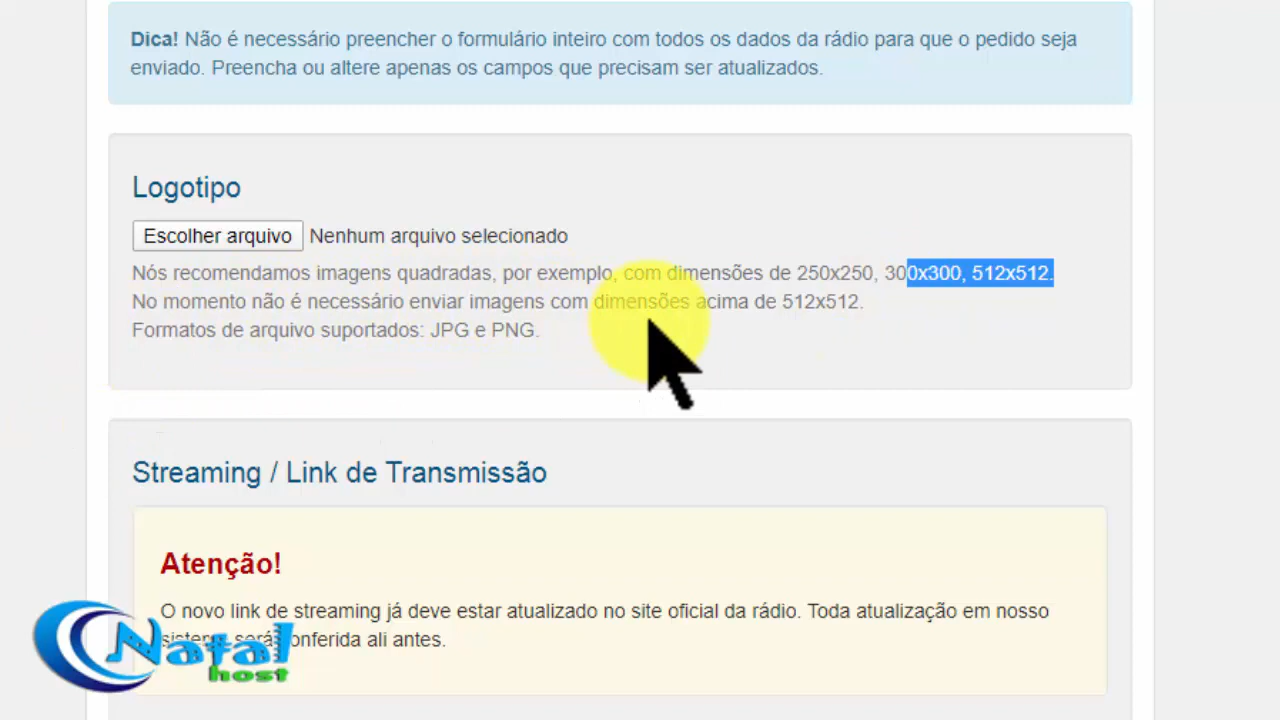 Dica! Não é necessário preencher o formulário inteiro com todos os dados da rádio para que o pedido seja
enviado. Preencha ou altere apenas os campos que precisam ser atualizados.
Logotipo
Escolher arquivo Nenhum arquivo selecionado
Nós recomendamos imagens quadradas, por exemplo, com dimensões de 250x250, 300x300, 512x512.
No momento não é necessário enviar imagens com dimensões acima de 512x512.
Formatos de arquivo suportados: JPG e PNG.
Streaming / Link de Transmissão
Atenção!
O novo link de streaming já deve estar atualizado no site oficial da rádio. Toda atualização em nosso
sistema será conferida ali antes.
Natal
host